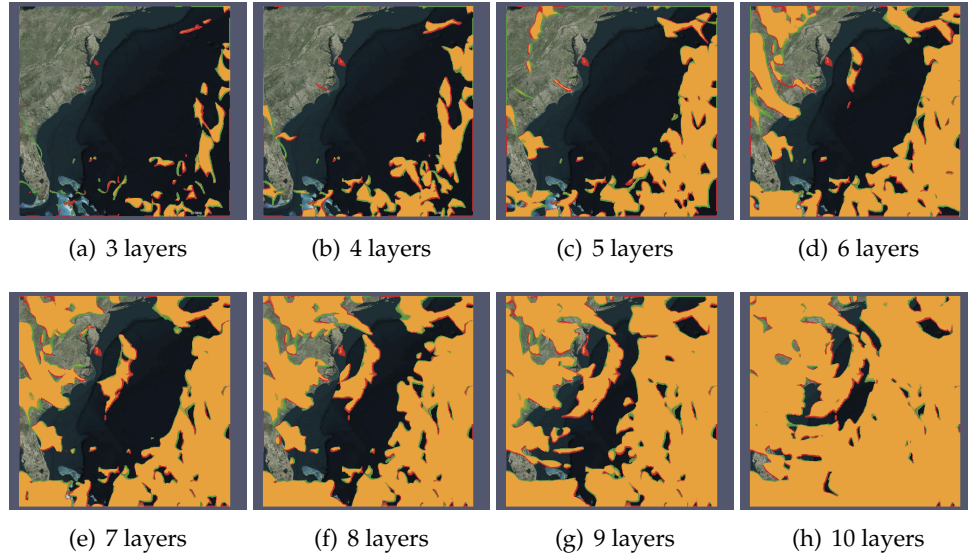 (a) 3 layers
(b) 4 layers
(c) 5 layers
(d) 6 layers
(e) 7 layers
(f) 8 layers
(g) 9 layers
(h) 10 layers